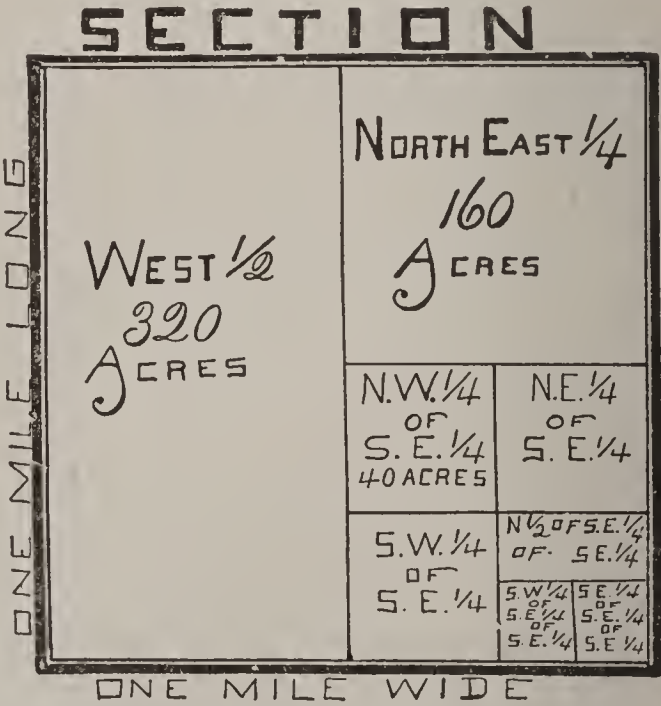 SECTION
ONE MILE LONG
WEST 1/2
320
ACRES
NORTH EAST 1/4
160
ACRES
N.W. 1/4
OF
S. E. 1/4
40 ACRES
N.E. 1/4
OF
S. E. 1/4
S.W. 1/4
OF
S. E. 1/4
N 1/2 OF S.E. 1/4
OF. S E. 1/4
S. W 1/4
OF
S. E 1/4
OF
S. E. 1/4
S E. 1/4
OF
S. E. 1/4
OF
S. E 1/4
ONE MILE WIDE